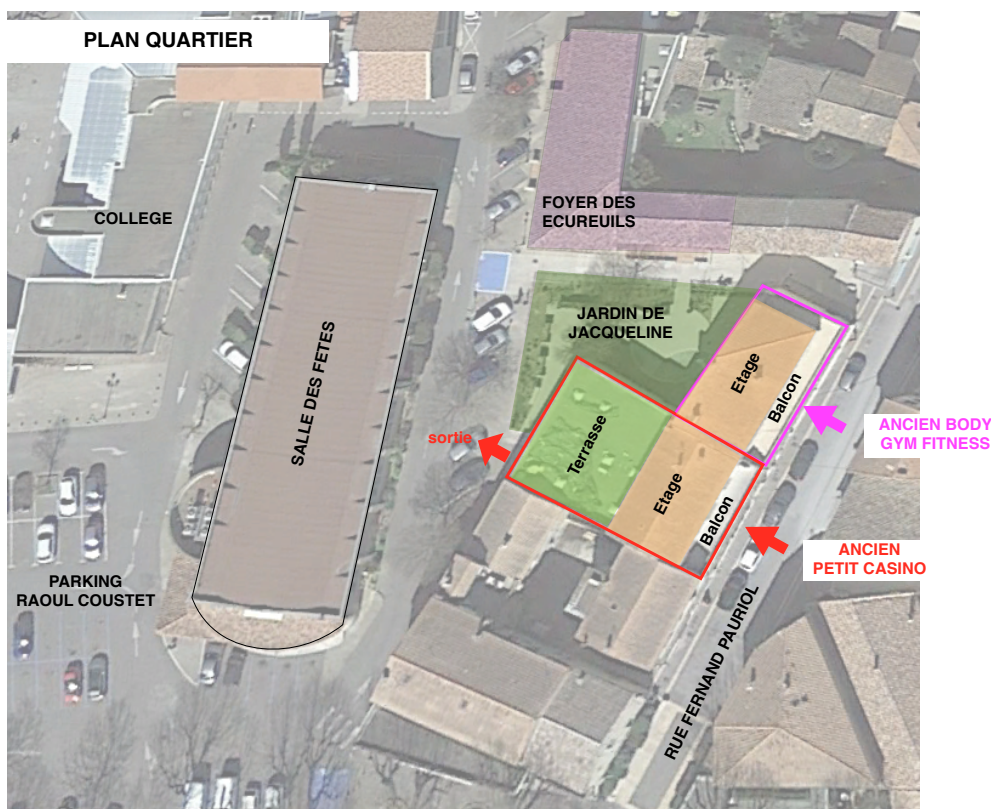 PLAN QUARTIER
COLLEGE
FOYER DES
ECUREUILS
JARDIN DE
JACQUELINE
SALLE DES FETES
Etage
Balcon
ANCIEN BODY
GYM FITNESS
sortie
Terrasse
Etage
Balcon
ANCIEN
PETIT CASINO
PARKING
RAOUL COUSTET
RUE FERNAND PAURIOL